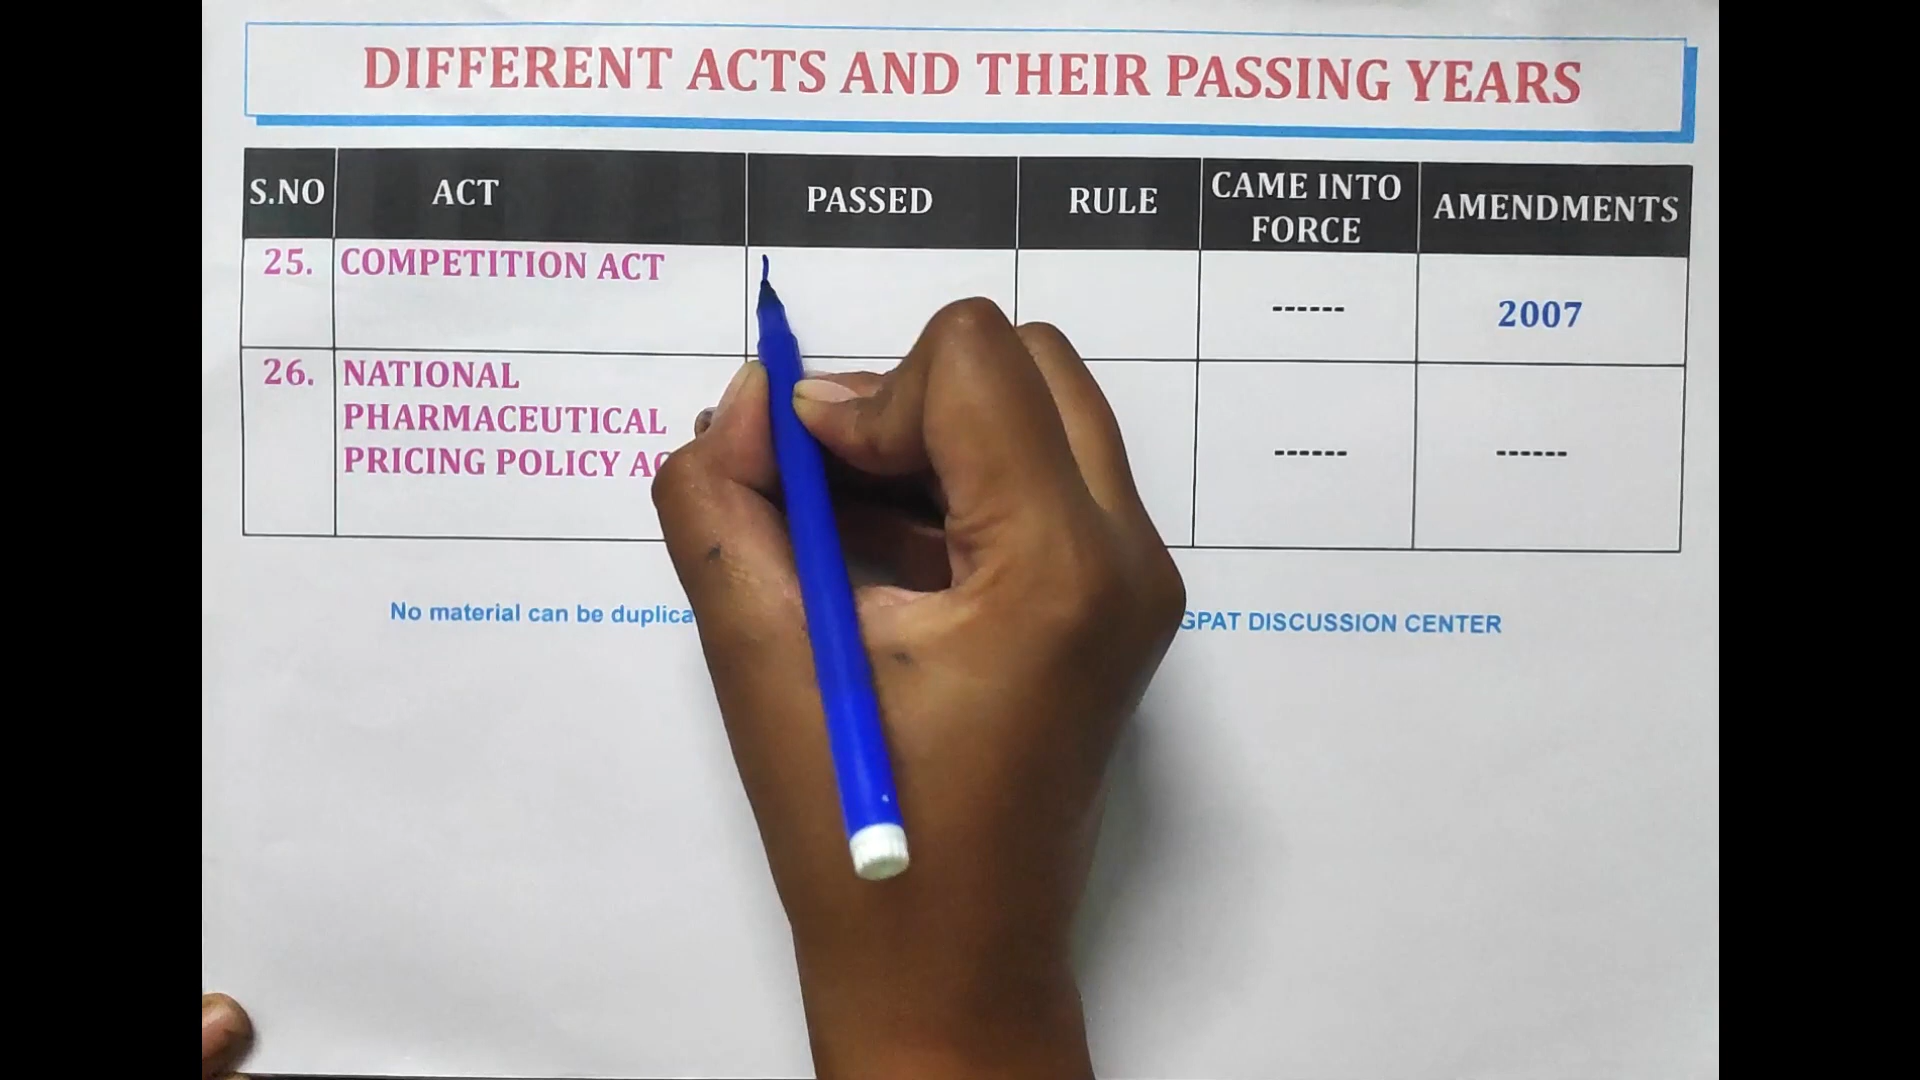 DIFFERENT ACTS AND THEIR PASSING YEARS
S.NO ACT PASSED RULE CAME INTO FORCE AMENDMENTS
25. COMPETITION ACT ------ 2007
26. NATIONAL
PHARMACEUTICAL
PRICING POLICY
------ ------
No material can be GPAT DISCUSSION CENTER